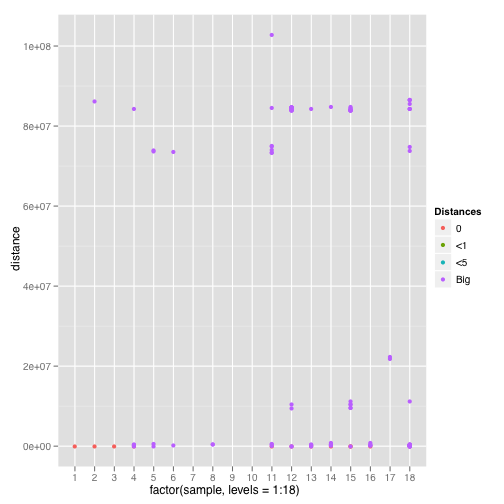 1e+08
8e+07
6e+07
4e+07
2e+07
0e+00
distance
1 2 3 4 5 6 7 8 9 10 11 12 13 14 15 16 17 18
factor(sample, levels = 1:18)
Distances
0
<1
<5
Big